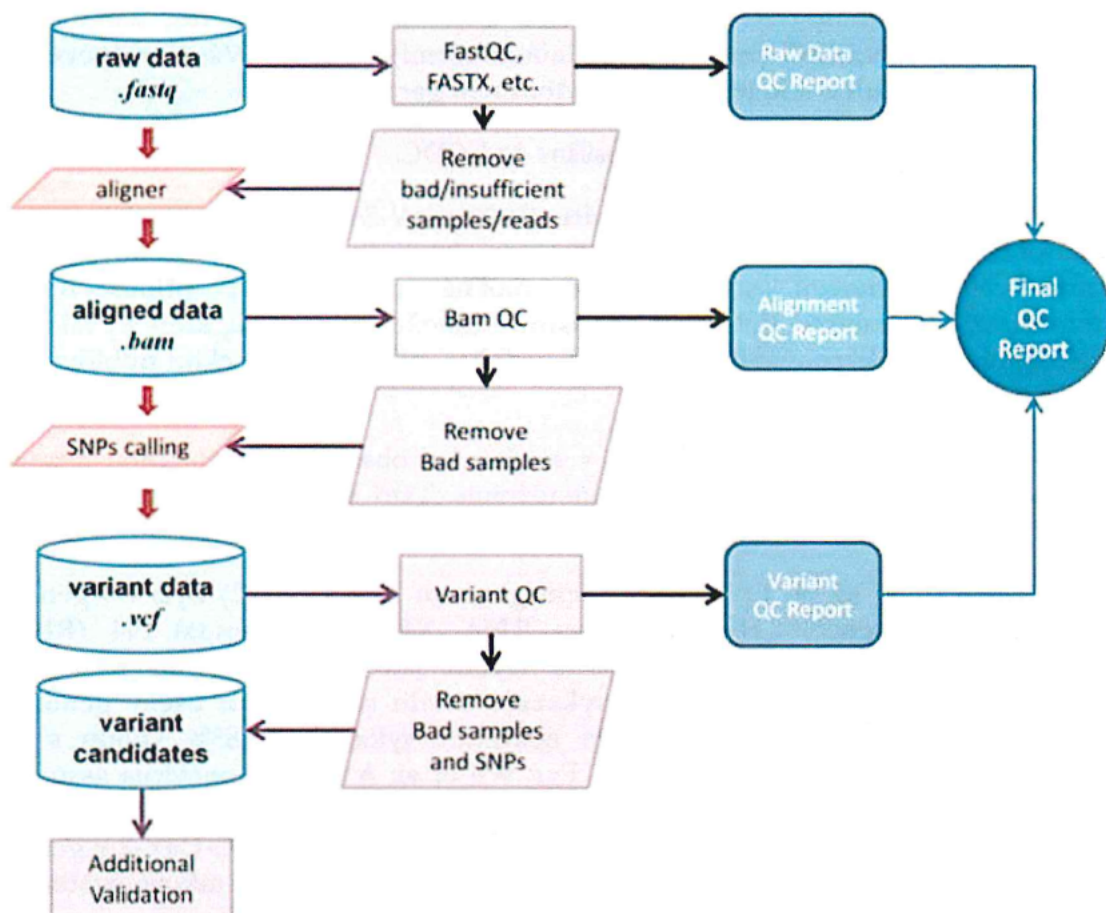 raw data
.fastq
FastQC,
FASTX, etc.
Raw Data
QC Report
aligner
Remove
bad/insufficient
samples/reads
aligned data
.bam
Bam QC
Alignment
QC Report
Final
QC
Report
SNPs calling
Remove
Bad samples
variant data
.vcf
Variant QC
Variant
QC Report
variant
candidates
Remove
Bad samples
and SNPs
Additional
Validation